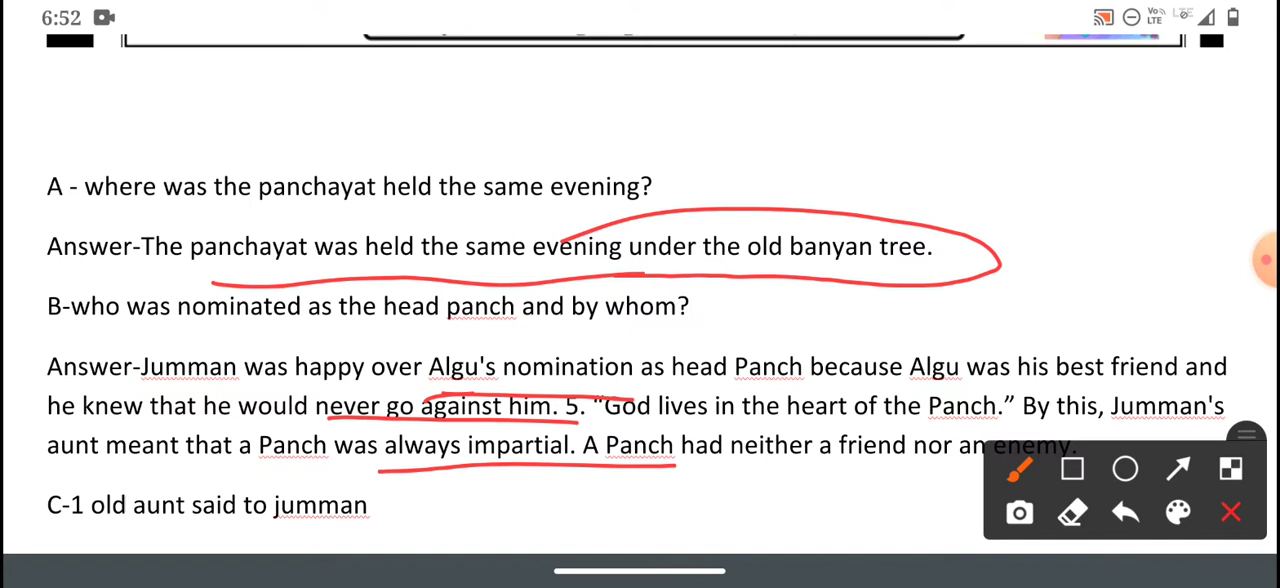 6:52
Vo
LTE
LTE
A - where was the panchayat held the same evening?
Answer-The panchayat was held the same evening under the old banyan tree.
B-who was nominated as the head panch and by whom?
Answer-Jumman was happy over Algu's nomination as head Panch because Algu was his best friend and
he knew that he would never go against him. 5. “God lives in the heart of the Panch.” By this, Jumman's
aunt meant that a Panch was always impartial. A Panch had neither a friend nor an enemy.
C-1 old aunt said to jumman